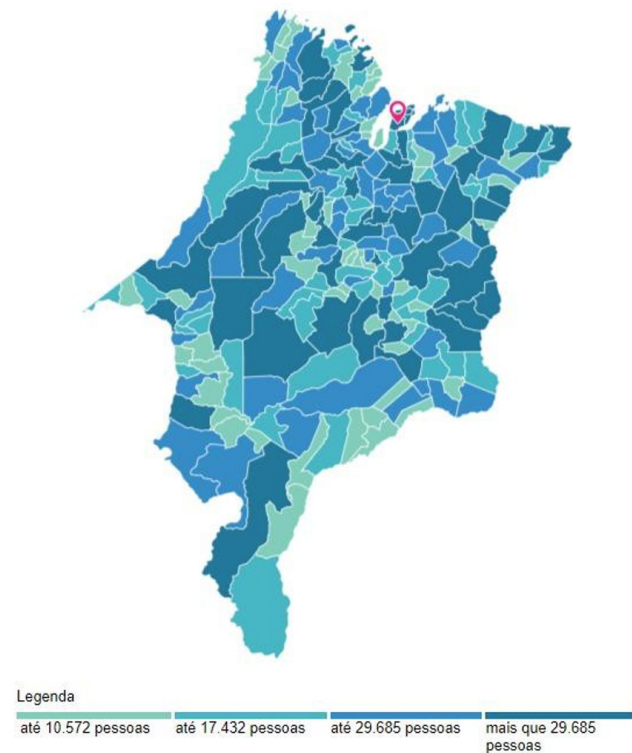 Legenda
até 10.572 pessoas
até 17.432 pessoas
até 29.685 pessoas
mais que 29.685
pessoas